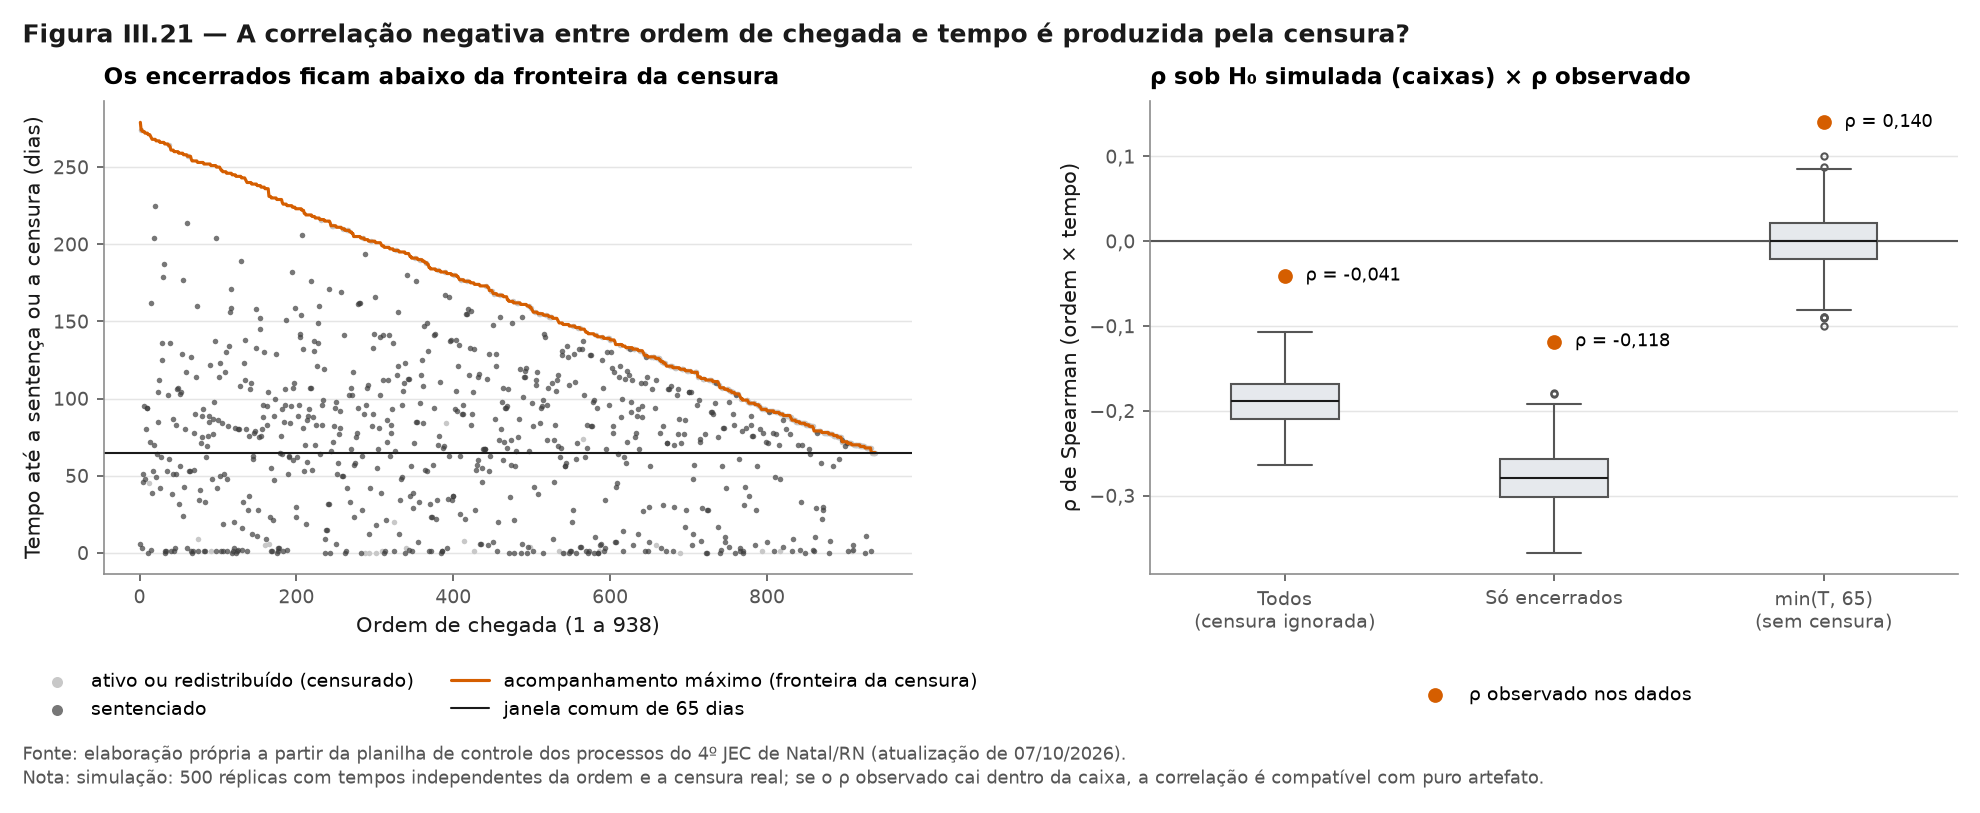 Figura III.21 — A correlação negativa entre ordem de chegada e tempo é produzida pela censura?
Os encerrados ficam abaixo da fronteira da censura
Tempo até a sentença ou a censura (dias)
250
200
150
100
50
0
0
200
400
600
800
Ordem de chegada (1 a 938)
ativo ou redistribuído (censurado)
sentenciado
acompanhamento máximo (fronteira da censura)
janela comum de 65 dias
ρ sob H₀ simulada (caixas) × ρ observado
ρ de Spearman (ordem × tempo)
0,1
0,0
−0,1
−0,2
−0,3
ρ = -0,041
ρ = -0,118
ρ = 0,140
Todos
(censura ignorada)
Só encerrados
min(T, 65)
(sem censura)
ρ observado nos dados
Fonte: elaboração própria a partir da planilha de controle dos processos do 4º JEC de Natal/RN (atualização de 07/10/2026).
Nota: simulação: 500 réplicas com tempos independentes da ordem e a censura real; se o ρ observado cai dentro da caixa, a correlação é compatível com puro artefato.